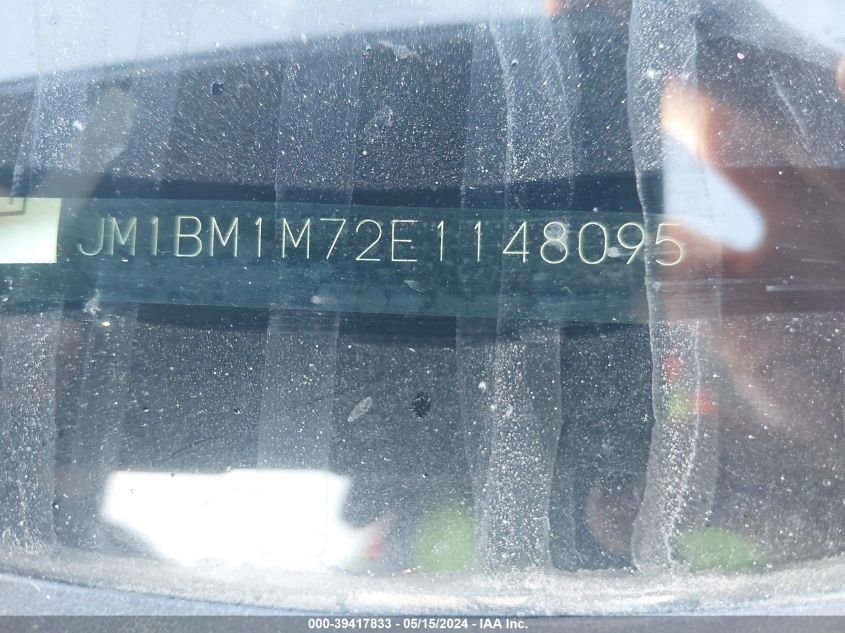 JM1BM1M72E1148095
000-39417833 - 05/15/2024 - IAA, Inc.